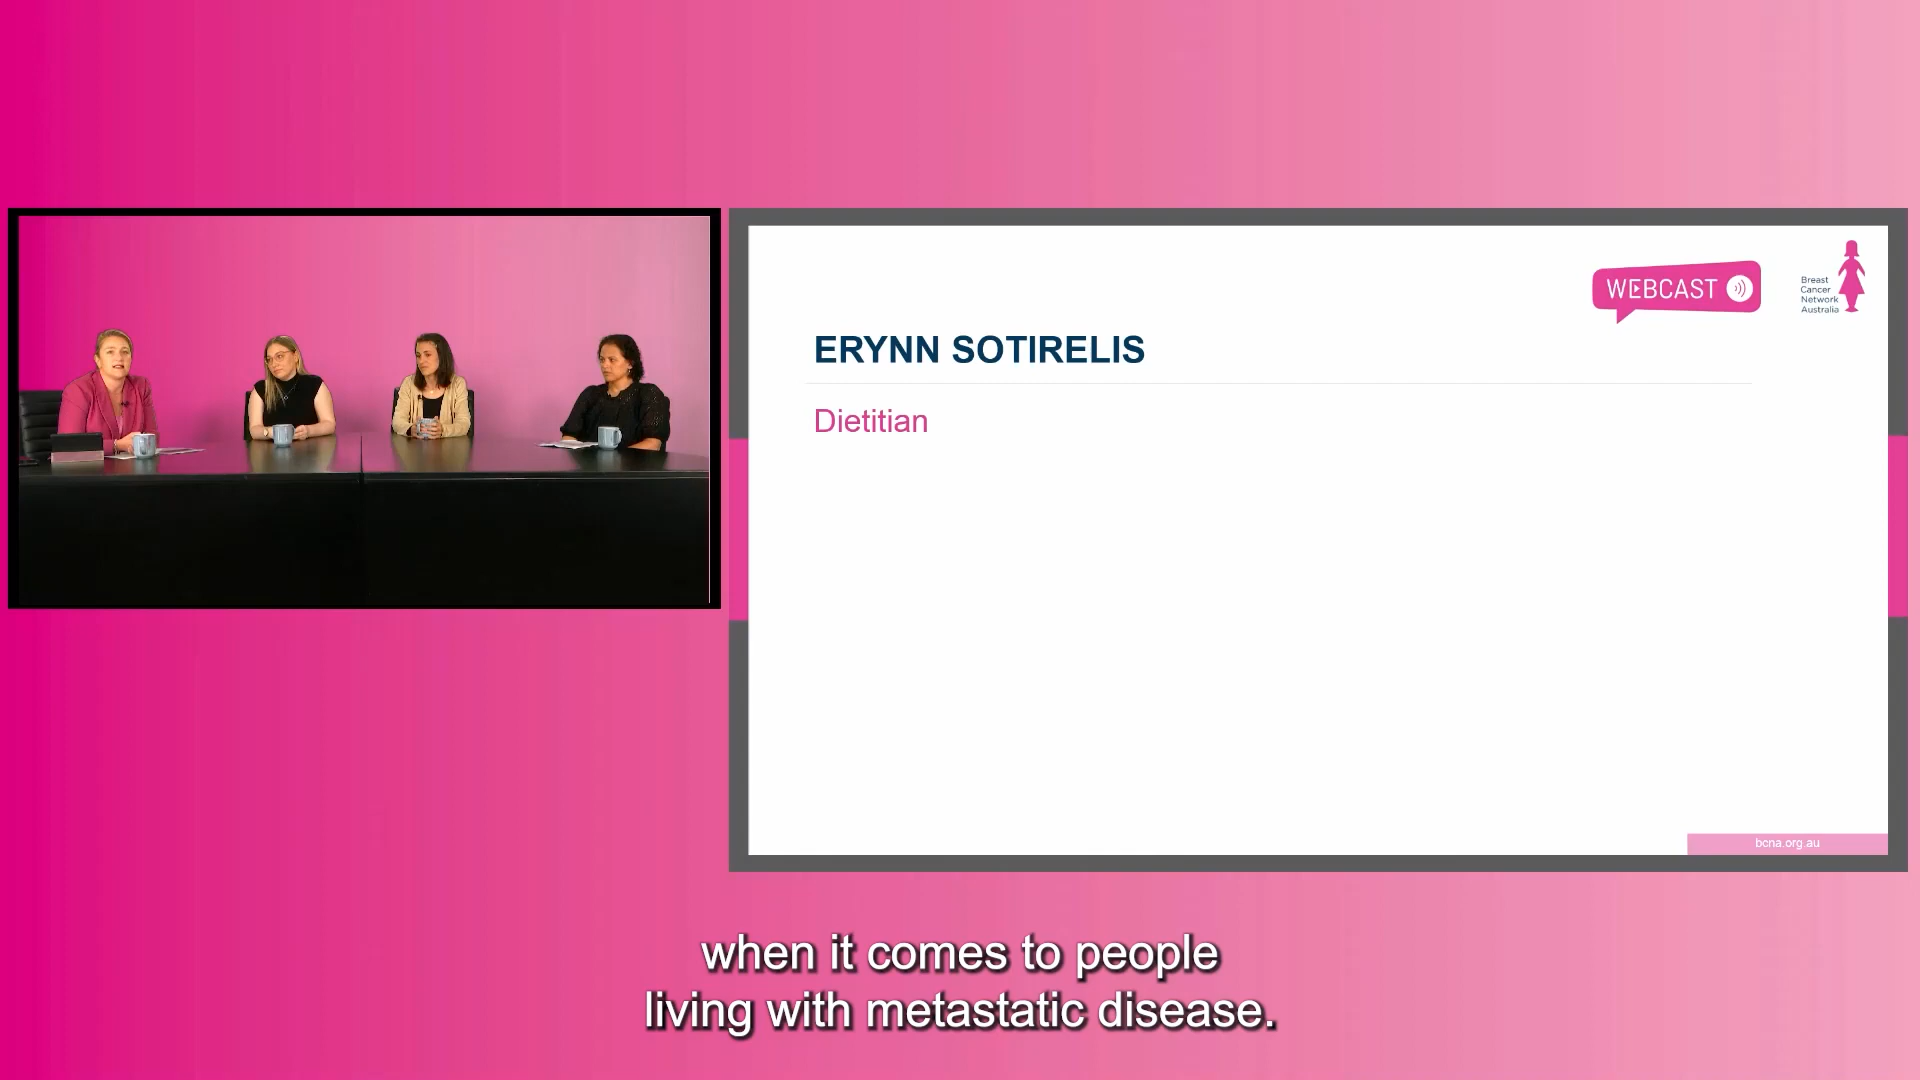 WEBCAST
Breast
Cancer
Network
Australia
ERYNN SOTIRELIS
Dietitian
bcna.org.au
when it comes to people
living with metastatic disease.